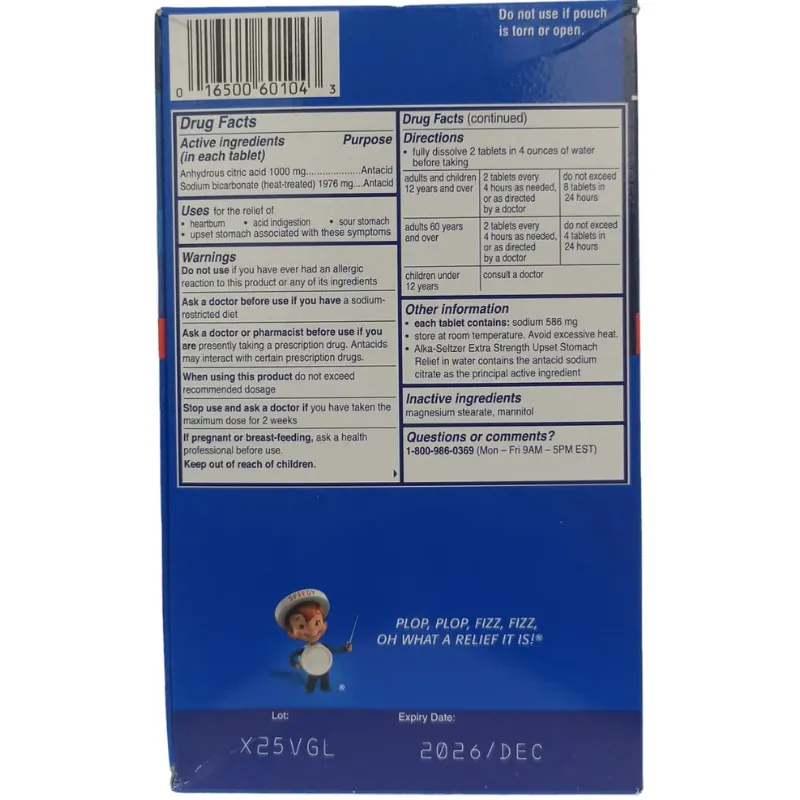 Do not use if pouch
is torn or open.
0 16500 60104 3
Drug Facts
Active ingredients Purpose
(in each tablet)
Anhydrous citric acid 1000 mg.....................Antacid
Sodium bicarbonate (heat-treated) 1976 mg....Antacid
Uses for the relief of
• heartburn • acid indigestion • sour stomach
• upset stomach associated with these symptoms
Warnings
Do not use if you have ever had an allergic
reaction to this product or any of its ingredients
Ask a doctor before use if you have a sodium-
restricted diet
Ask a doctor or pharmacist before use if you
are presently taking a prescription drug. Antacids
may interact with certain prescription drugs.
When using this product do not exceed
recommended dosage
Stop use and ask a doctor if you have taken the
maximum dose for 2 weeks
If pregnant or breast-feeding, ask a health
professional before use.
Keep out of reach of children.
Drug Facts (continued)
Directions
• fully dissolve 2 tablets in 4 ounces of water
before taking
adults and children 2 tablets every do not exceed
12 years and over 4 hours as needed, 8 tablets in
or as directed 24 hours
by a doctor
adults 60 years 2 tablets every do not exceed
and over 4 hours as needed, 4 tablets in
or as directed 24 hours
by a doctor
children under consult a doctor
12 years
Other information
• each tablet contains: sodium 586 mg
• store at room temperature. Avoid excessive heat.
• Alka-Seltzer Extra Strength Upset Stomach
Relief in water contains the antacid sodium
citrate as the principal active ingredient
Inactive ingredients
magnesium stearate, mannitol
Questions or comments?
1-800-986-0369 (Mon – Fri 9AM – 5PM EST)
SPEEDY
PLOP, PLOP, FIZZ, FIZZ,
OH WHAT A RELIEF IT IS!®
®
Lot: Expiry Date:
X25VGL 2026/DEC